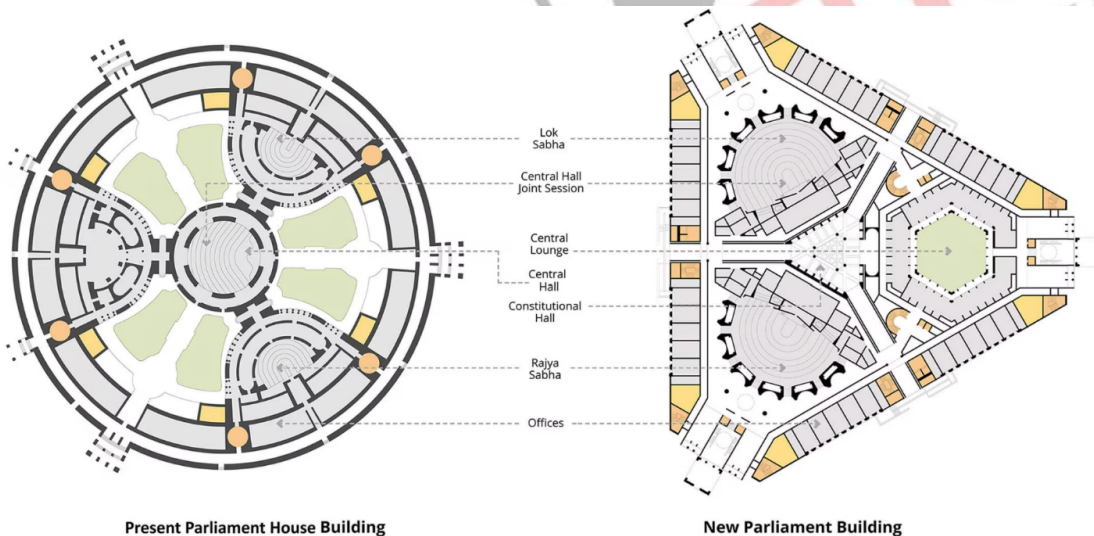 Lok
Sabha
Central Hall
Joint Session
Central
Lounge
Central
Hall
Constitutional
Hall
Rajya
Sabha
Offices
Present Parliament House Building
New Parliament Building